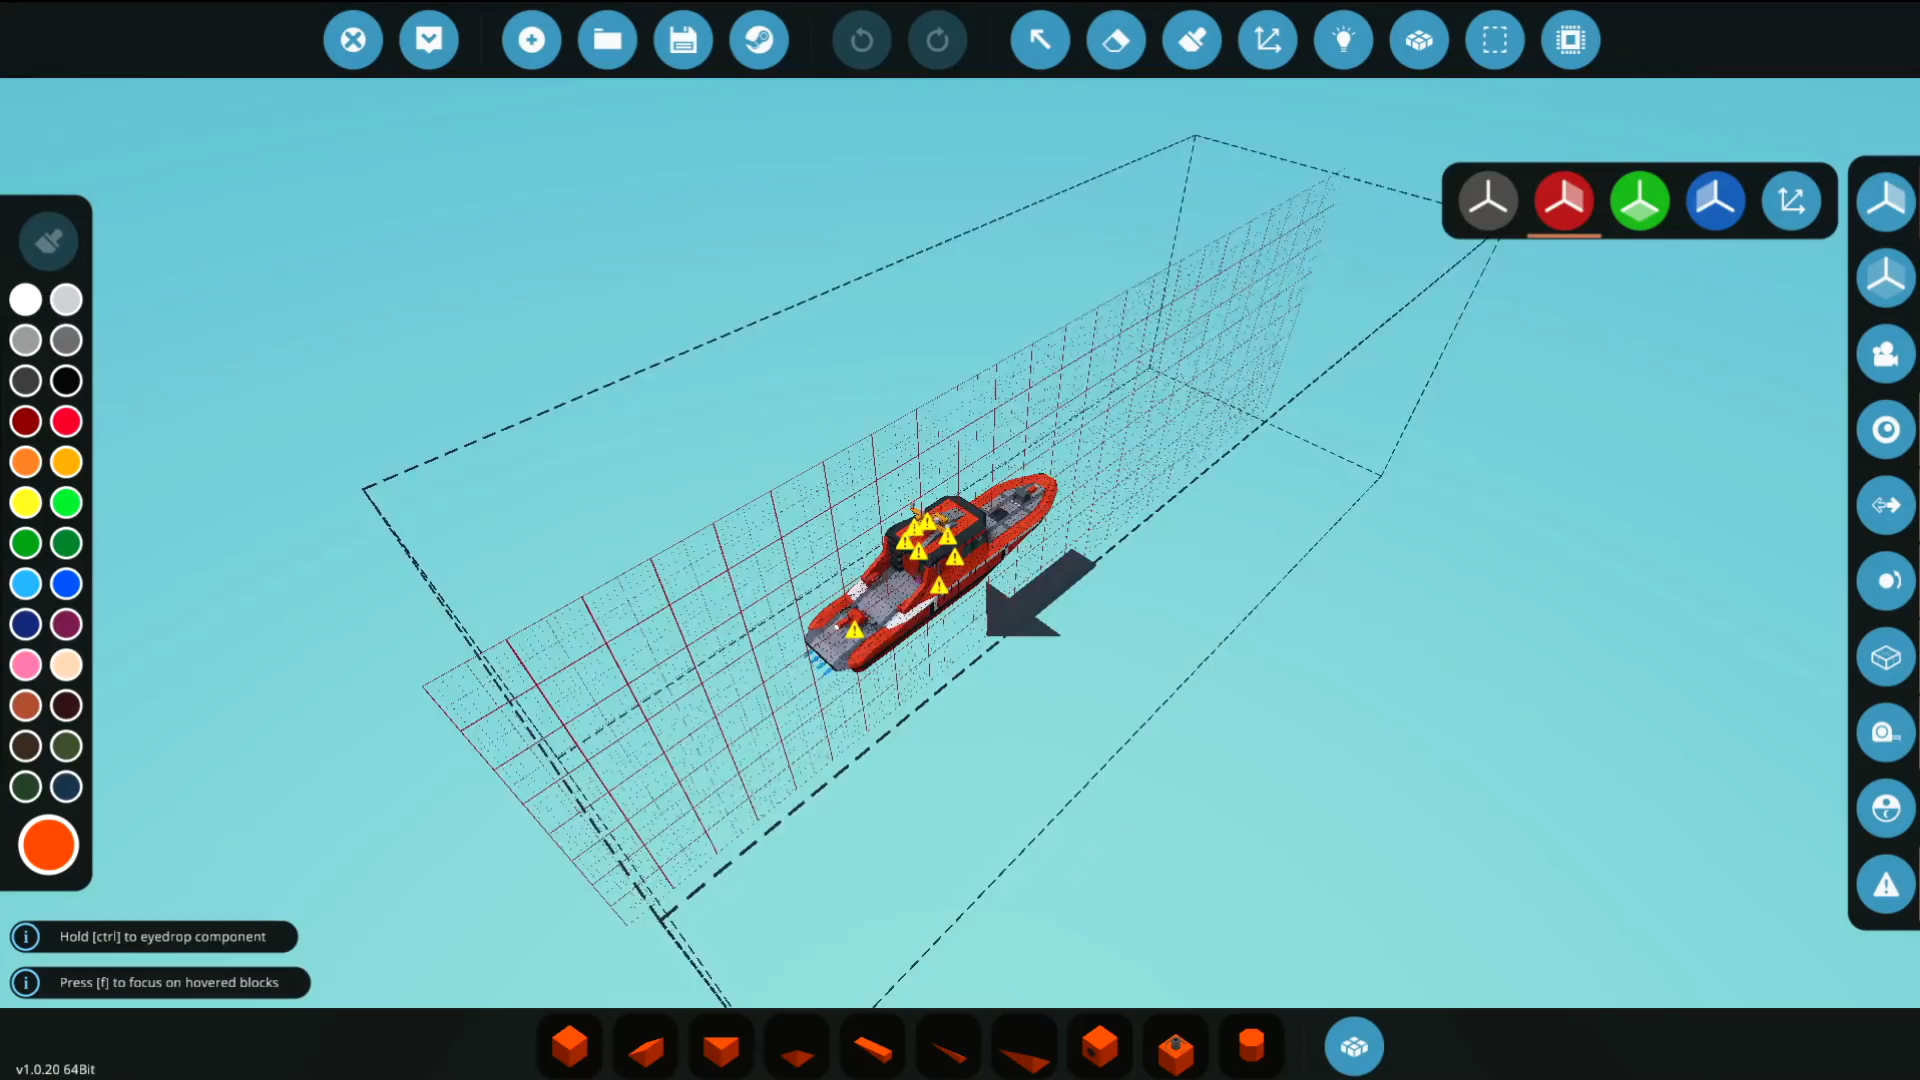 Hold [ctrl] to eyedrop component
Press [f] to focus on hovered blocks
v1.0.20 64Bit